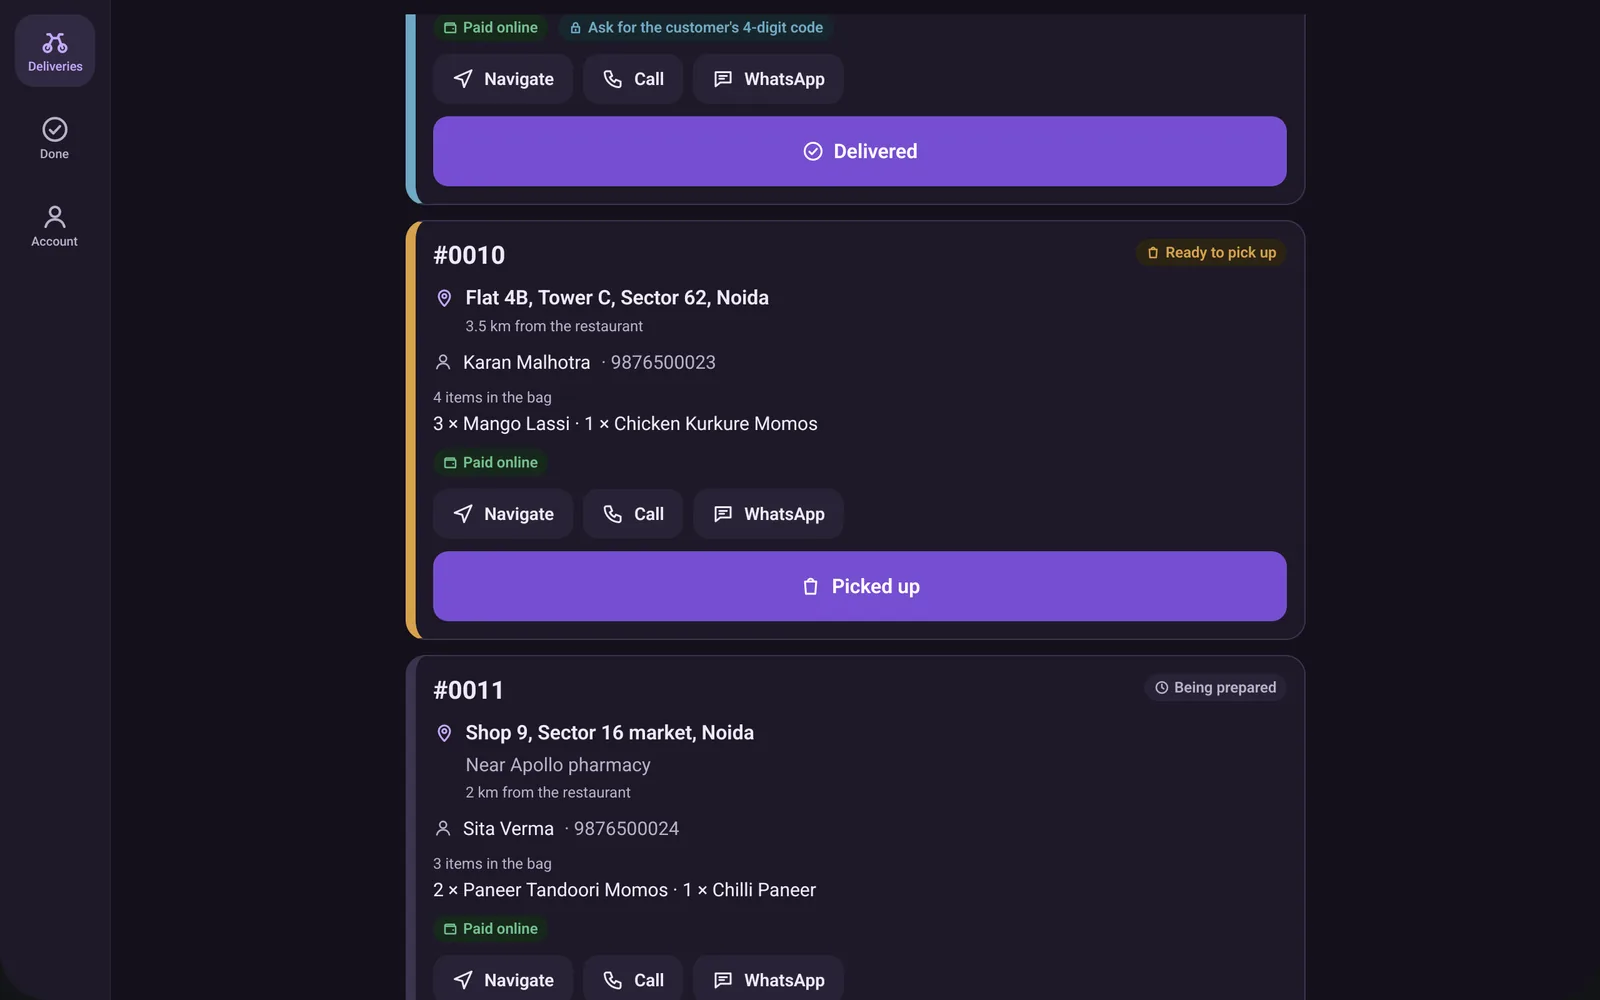 Deliveries
Done
Account
Paid online
Ask for the customer's 4-digit code
Navigate
Call
WhatsApp
Delivered
#0010
Ready to pick up
Flat 4B, Tower C, Sector 62, Noida
3.5 km from the restaurant
Karan Malhotra · 9876500023
4 items in the bag
3 × Mango Lassi · 1 × Chicken Kurkure Momos
Paid online
Navigate
Call
WhatsApp
Picked up
#0011
Being prepared
Shop 9, Sector 16 market, Noida
Near Apollo pharmacy
2 km from the restaurant
Sita Verma · 9876500024
3 items in the bag
2 × Paneer Tandoori Momos · 1 × Chilli Paneer
Paid online
Navigate
Call
WhatsApp